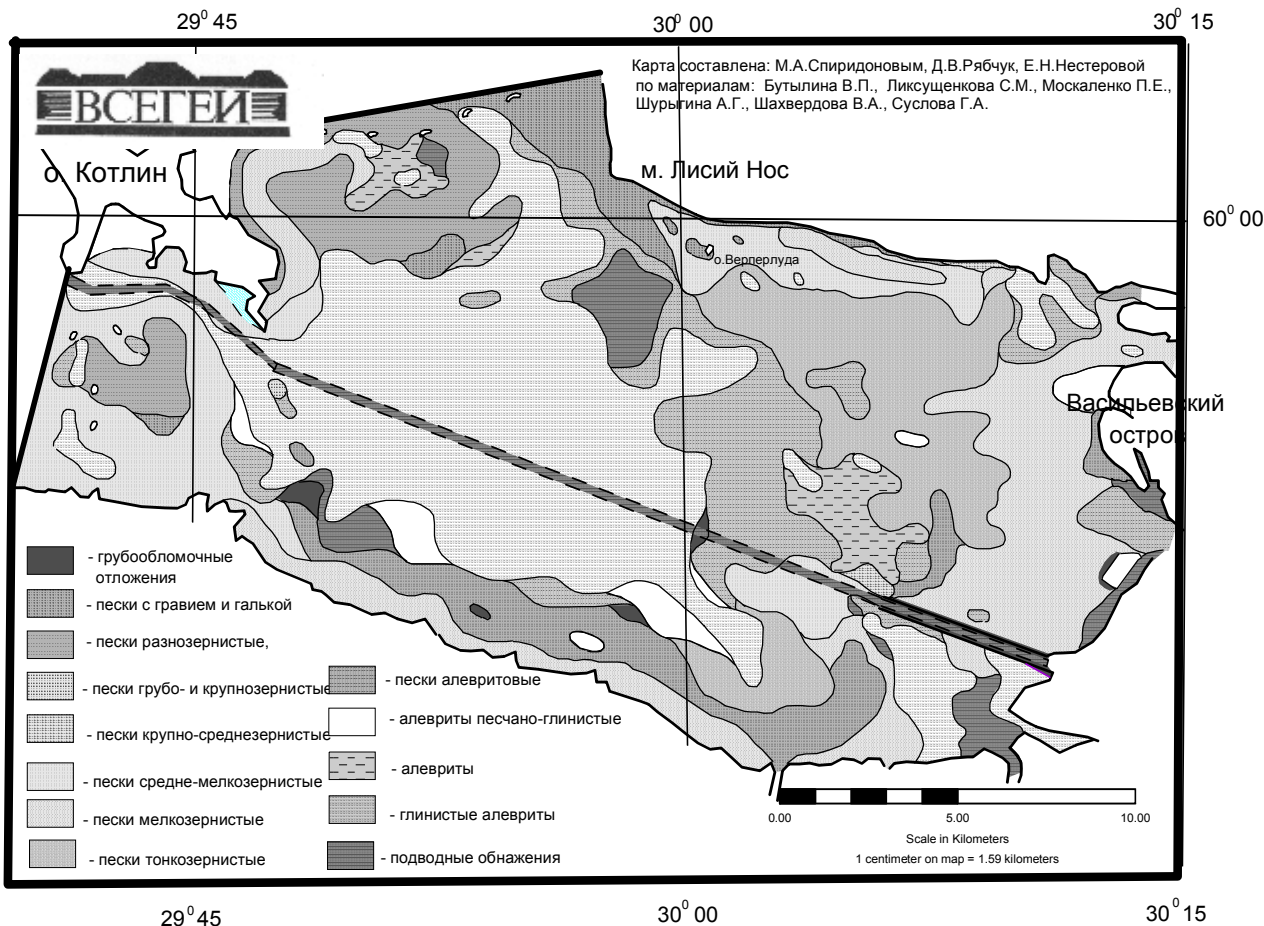 29⁰ 45
30⁰ 00
30⁰ 15
ВСЕГЕИ
Карта составлена: М.А.Спиридоновым, Д.В.Рябчук, Е.Н.Нестеровой
по материалам: Бутылина В.П., Ликсущенкова С.М., Москаленко П.Е.,
Шурыгина А.Г., Шахвердова В.А., Суслова Г.А.
о. Котлин
м. Лисий Нос
60⁰ 00
о.Верперлуда
Васильевский
остров
- грубообломочные
отложения
- пески с гравием и галькой
- пески разнозернистые,
- пески грубо- и крупнозернистые
- пески крупно-среднезернистые
- пески средне-мелкозернистые
- пески мелкозернистые
- пески тонкозернистые
- пески алевритовые
- алевриты песчано-глинистые
- алевриты
- глинистые алевриты
- подводные обнажения
0.00
5.00
10.00
Scale in Kilometers
1 centimeter on map = 1.59 kilometers
29⁰ 45
30⁰ 00
30⁰ 15